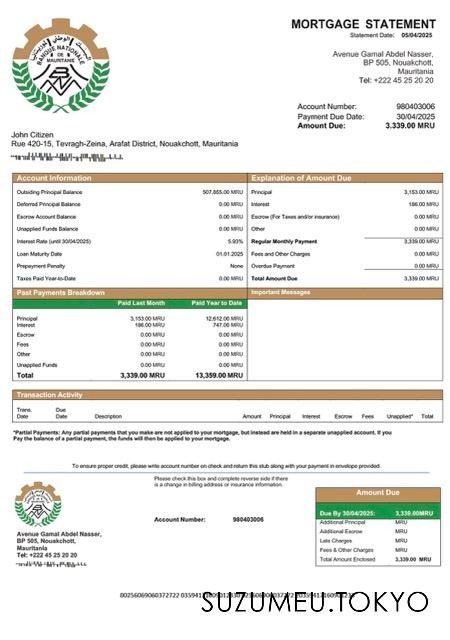 MORTGAGE STATEMENT
Statement Date: 05/04/2025
BANQUE NATIONALE
DE
MAURITANIE
Avenue Gamal Abdel Nasser,
BP 505, Nouakchott,
Mauritania
Tel: +222 45 25 20 20
Account Number: 980403006
Payment Due Date: 30/04/2025
Amount Due: 3.339.00 MRU
John Citizen
Rue 420-15, Tevragh-Zeina, Arafat District, Nouakchott, Mauritania
Account Information
Outsiding Principal Balance 507,855.00 MRU
Deferred Principal Balance 0.00 MRU
Escrow Account Balance 0.00 MRU
Unapplied Funds Balance 0.00 MRU
Interest Rate (until 30/04/2025) 5.93%
Loan Maturity Date 01.01.2025
Prepayment Penalty None
Taxes Paid Year-to-Date 0.00 MRU
Explanation of Amount Due
Principal 3,153.00 MRU
Interest 186.00 MRU
Escrow (For Taxes and/or insurance) 0.00 MRU
Other 0.00 MRU
Regular Monthly Payment 3,339.00 MRU
Fees and Other Charges 0.00 MRU
Overdue Payment 0.00 MRU
Total Amount Due 3,339.00 MRU
Past Payments Breakdown
Paid Last Month Paid Year to Date
Principal 3,153.00 MRU 12,612.00 MRU
Interest 186.00 MRU 747.00 MRU
Escrow 0.00 MRU 0.00 MRU
Fees 0.00 MRU 0.00 MRU
Other 0.00 MRU 0.00 MRU
Unapplied Funds 0.00 MRU 0.00 MRU
Total 3,339.00 MRU 13,359.00 MRU
Important Messages
Transaction Activity
Trans. Date Due Date Description Amount Principal Interest Escrow Fees Unapplied* Total
*Partial Payments: Any partial payments that you make are not applied to your mortgage, but instead are held in a separate unapplied account. If you
Pay the balance of a partial payment, the funds will then be applied to your mortgage.
To ensure proper credit, please write account number on check and return this stub along with your payment in envelope provided.
Please check this box and complete reverse side if there
is a change in billing address or insurance information.
Account Number: 980403006
Avenue Gamal Abdel Nasser,
BP 505, Nouakchott,
Mauritania
Tel: +222 45 25 20 20
Amount Due
Due By 30/04/2025: 3,339.00MRU
Additional Principal MRU
Additional Escrow MRU
Late Charges MRU
Fees & Other Charges MRU
Total Amount Enclosed 3,339.00 MRU
SUZUMEU.TOKYO